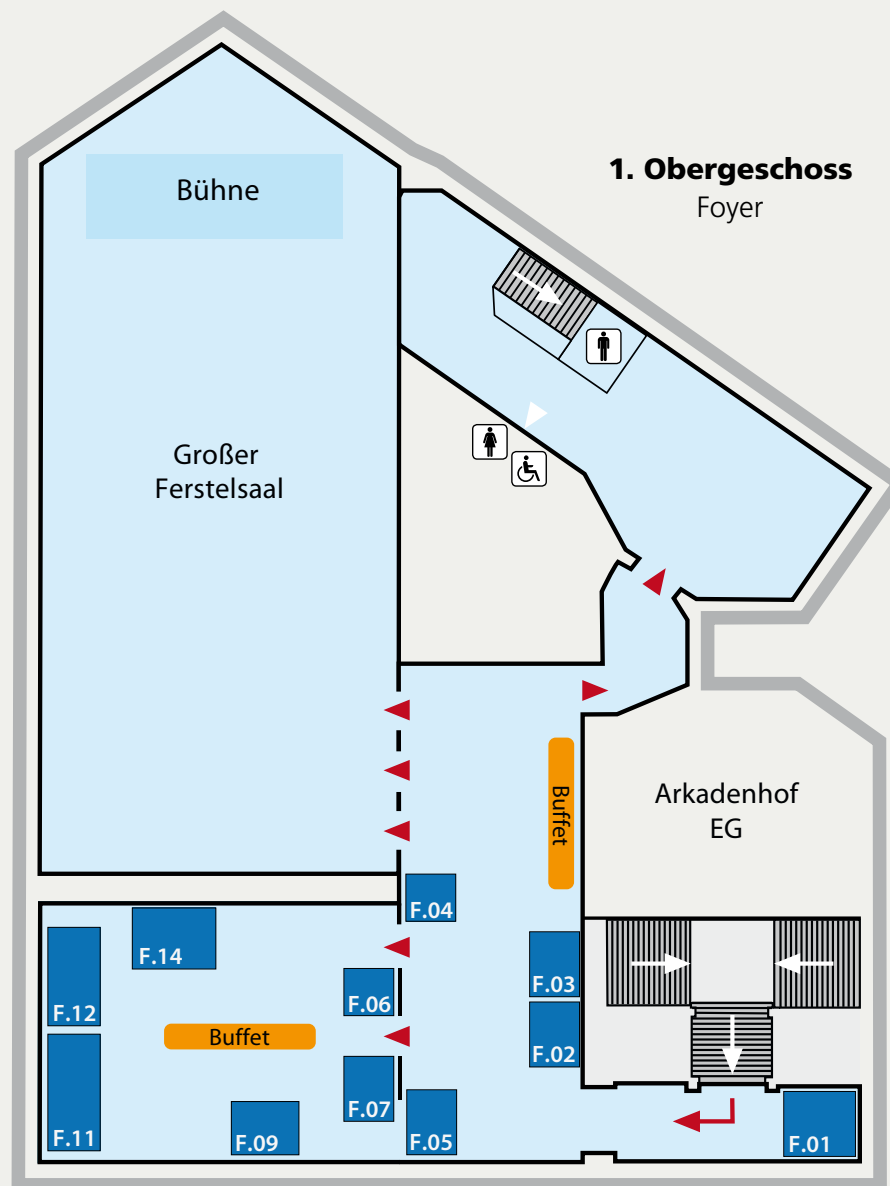 1. Obergeschoss
Foyer
Bühne
Großer
Ferstelsaal
Buffet
Arkadenhof
EG
F.04
F.14
F.03
F.12
F.06
Buffet
F.02
F.07
F.11
F.09
F.05
F.01